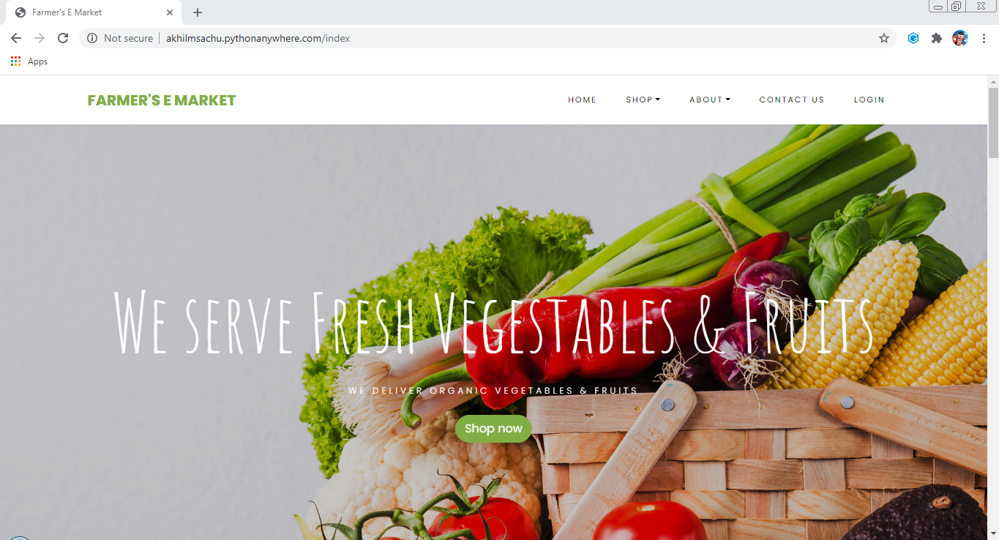 Farmer's E Market
Not secure akhilmsachu.pythonanywhere.com/index
Apps
FARMER'S E MARKET
HOME SHOP ABOUT CONTACT US LOGIN
We serve Fresh Vegestables & Fruits
WE DELIVER ORGANIC VEGETABLES & FRUITS
Shop now